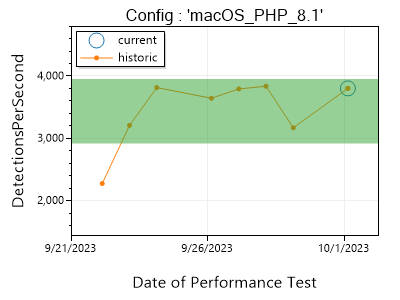 Config : 'macOS_PHP_8.1'
current
historic
DetectionsPerSecond
4,000
3,000
2,000
9/21/2023
9/26/2023
10/1/2023
Date of Performance Test